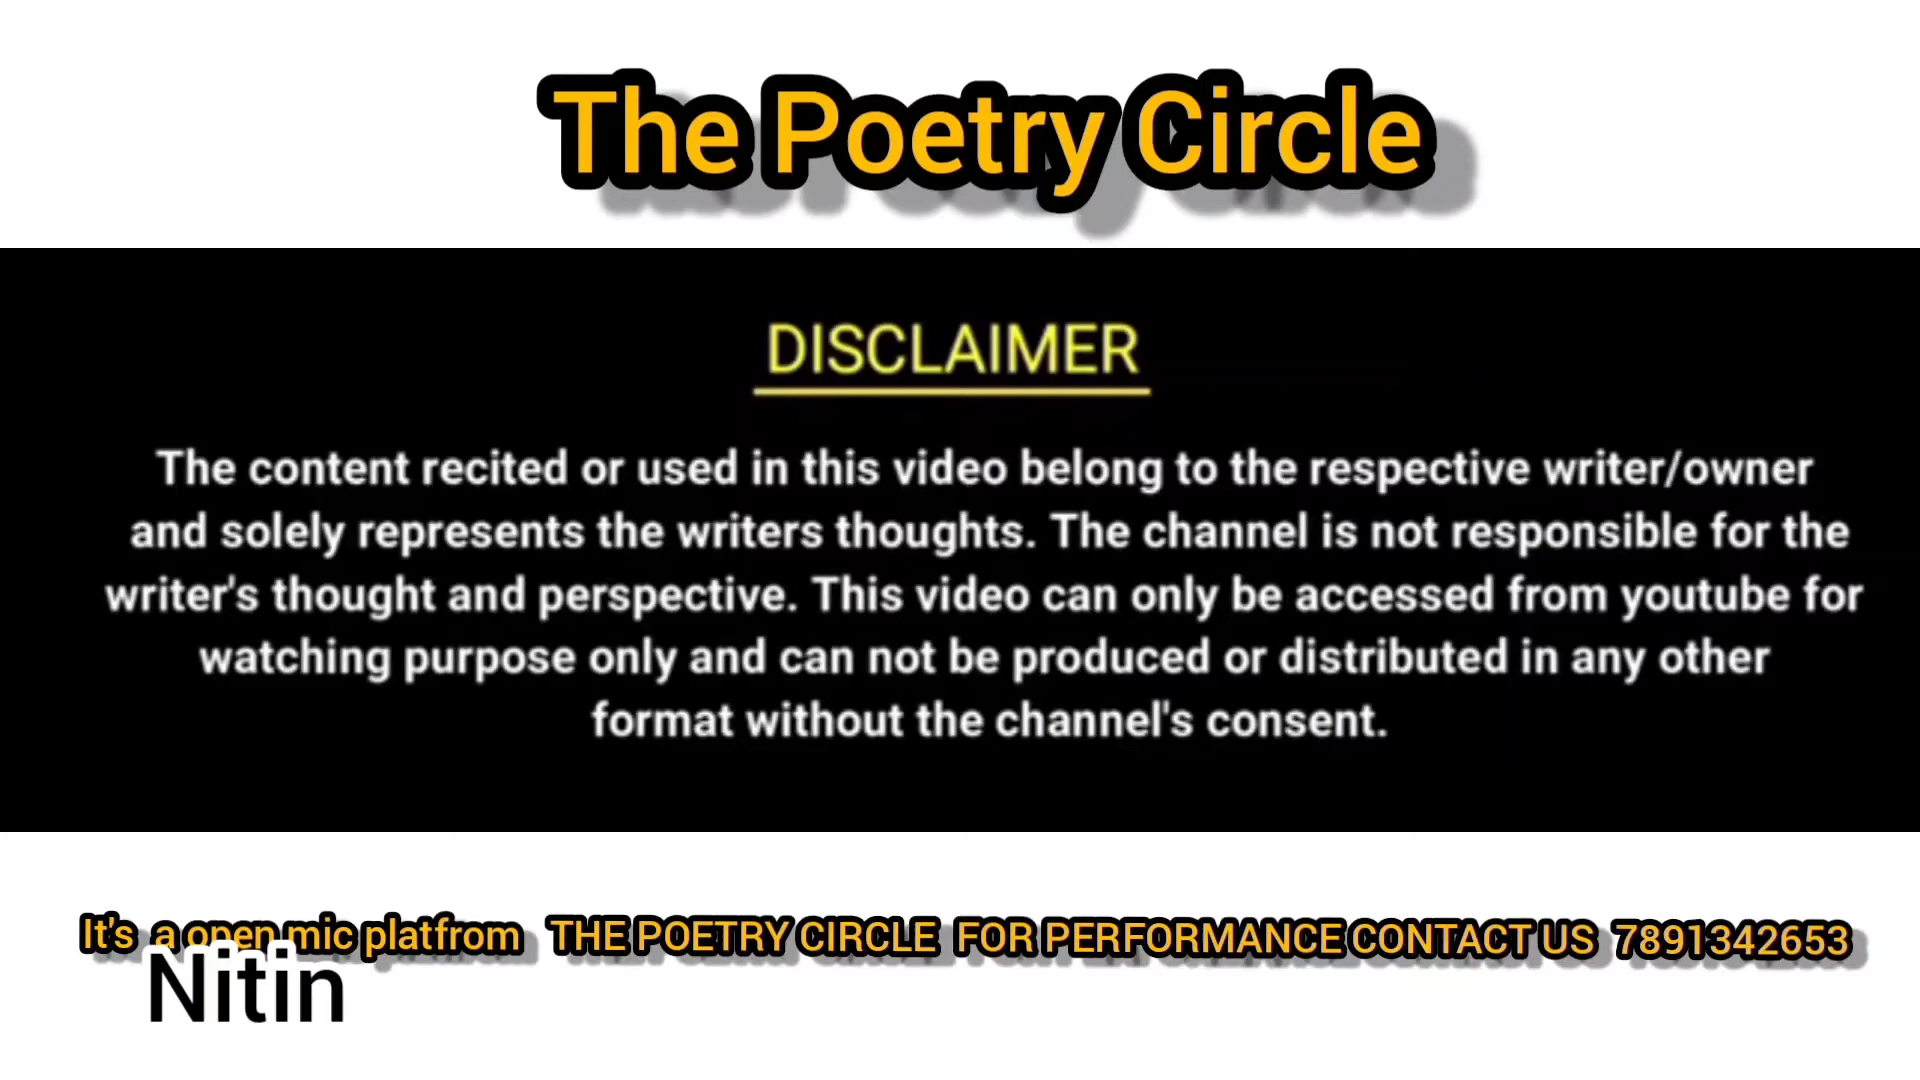 The Poetry Circle
DISCLAIMER
The content recited or used in this video belong to the respective writer/owner
and solely represents the writers thoughts. The channel is not responsible for the
writer's thought and perspective. This video can only be accessed from youtube for
watching purpose only and can not be produced or distributed in any other
format without the channel's consent.
It's a open mic platfrom THE POETRY CIRCLE FOR PERFORMANCE CONTACT US 7891342653
Nitin